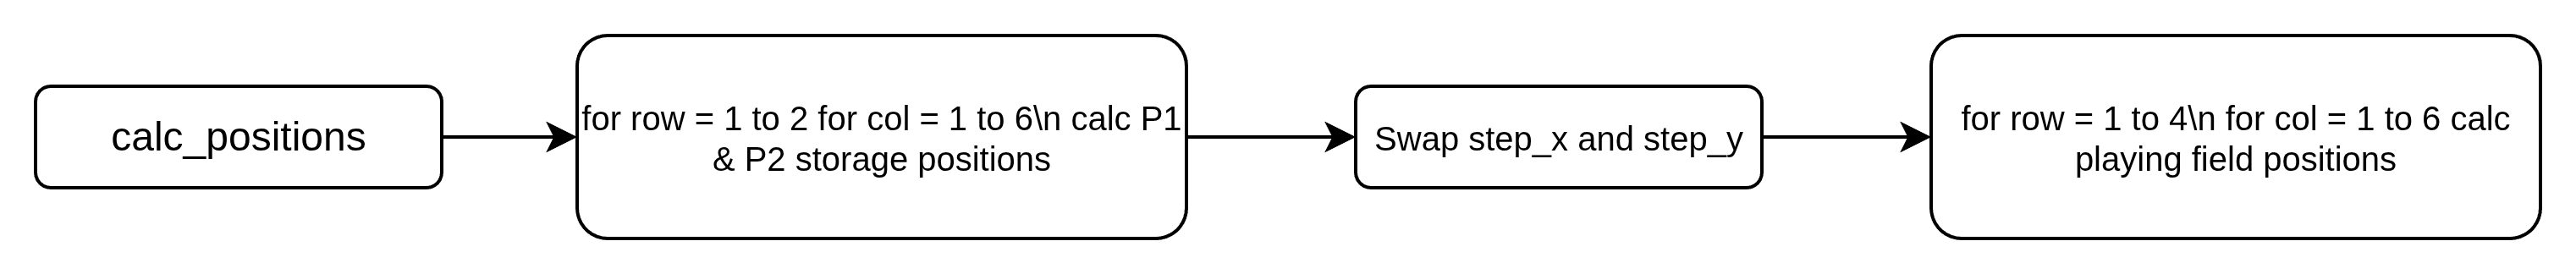 calc_positions
for row = 1 to 2 for col = 1 to 6\n calc P1
& P2 storage positions
Swap step_x and step_y
for row = 1 to 4\n for col = 1 to 6 calc
playing field positions